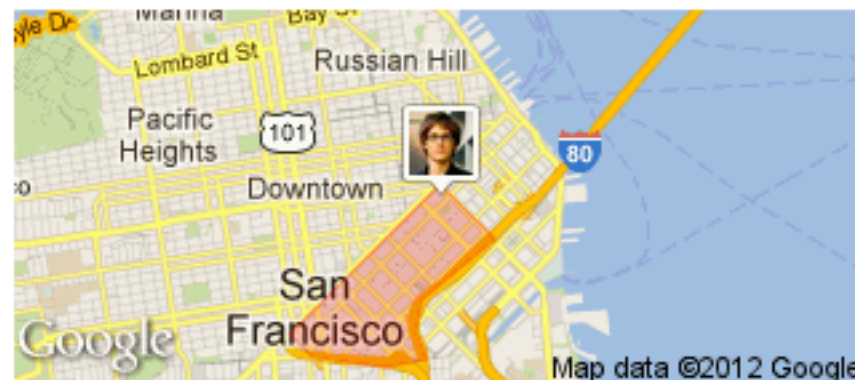 Marina
Bay St
Lombard St
Russian Hill
Pacific
Heights
101
80
Downtown
San
Francisco
Google
Map data ©2012 Google